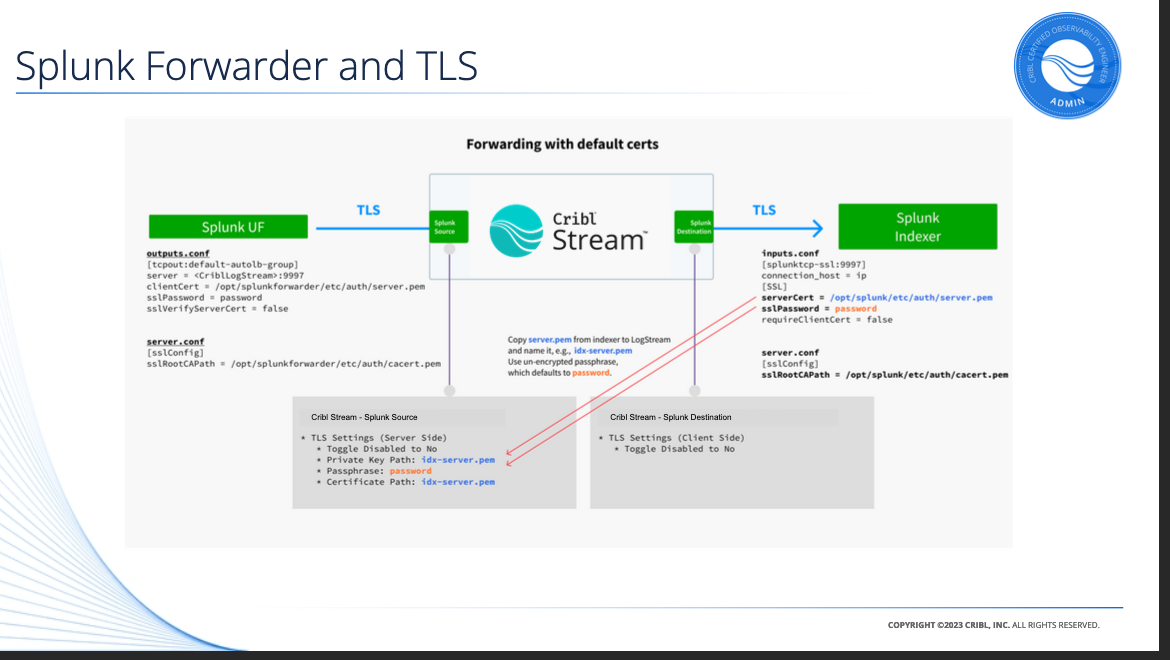 Splunk Forwarder and TLS
CRIBL CERTIFIED OBSERVABILITY ENGINEER
ADMIN
Forwarding with default certs
Splunk UF
TLS
Splunk
Source
Cribl
Stream™
Splunk
Destination
TLS
Splunk
Indexer
outputs.conf
[tcpout:default-autolb-group]
server = <CriblLogStream>:9997
clientCert = /opt/splunkforwarder/etc/auth/server.pem
sslPassword = password
sslVerifyServerCert = false
server.conf
[sslConfig]
sslRootCAPath = /opt/splunkforwarder/etc/auth/cacert.pem
Copy server.pem from indexer to LogStream
and name it, e.g., idx-server.pem
Use un-encrypted passphrase,
which defaults to password.
inputs.conf
[splunktcp-ssl:9997]
connection_host = ip
[SSL]
serverCert = /opt/splunk/etc/auth/server.pem
sslPassword = password
requireClientCert = false
server.conf
[sslConfig]
sslRootCAPath = /opt/splunk/etc/auth/cacert.pem
Cribl Stream - Splunk Source
* TLS Settings (Server Side)
* Toggle Disabled to No
* Private Key Path: idx-server.pem
* Passphrase: password
* Certificate Path: idx-server.pem
Cribl Stream - Splunk Destination
* TLS Settings (Client Side)
* Toggle Disabled to No
COPYRIGHT ©2023 CRIBL, INC. ALL RIGHTS RESERVED.